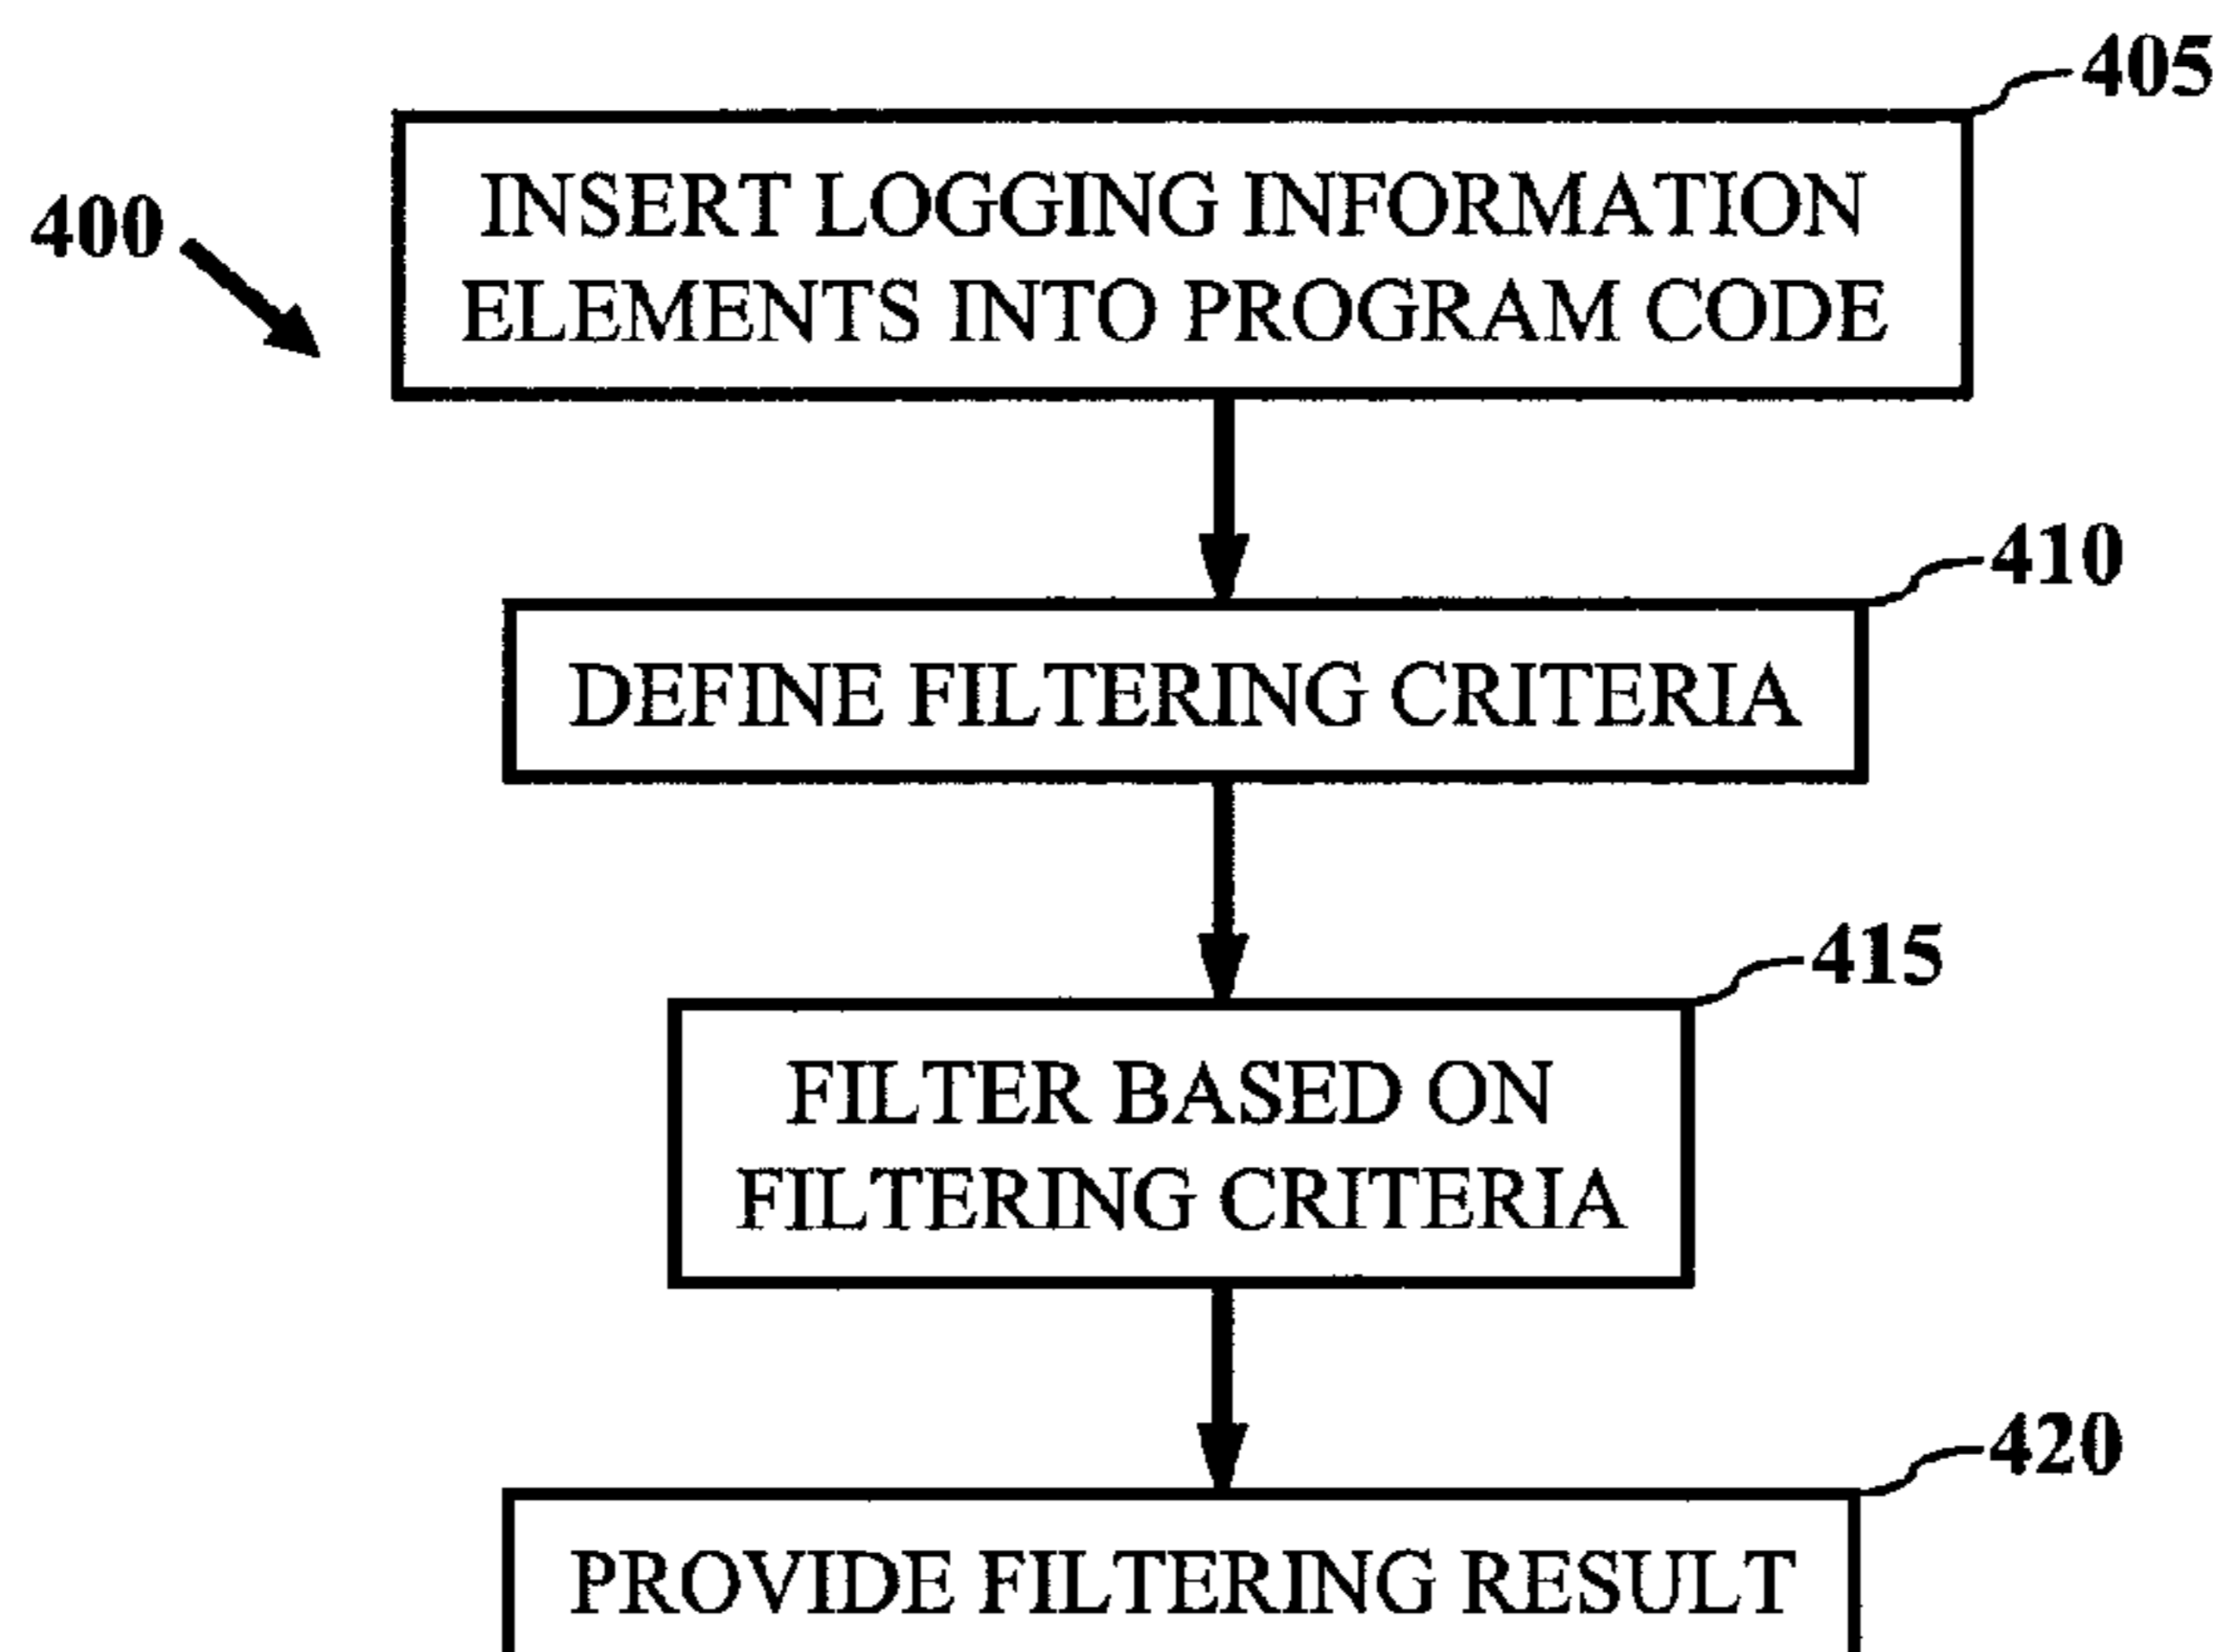 405
400
INSERT LOGGING INFORMATION
ELEMENTS INTO PROGRAM CODE
410
DEFINE FILTERING CRITERIA
415
FILTER BASED ON
FILTERING CRITERIA
420
PROVIDE FILTERING RESULT